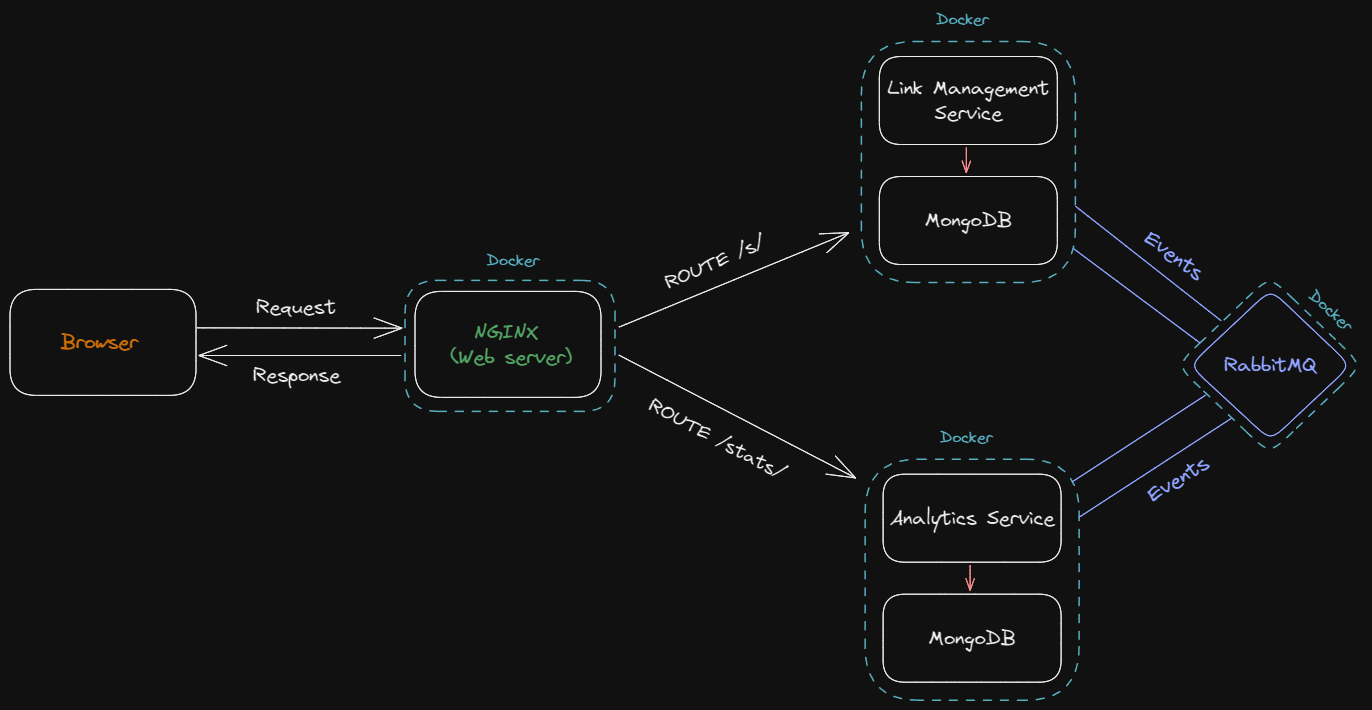 Docker
Link Management
Service
MongoDB
Events
ROUTE /s/
Docker
Docker
Request
NGINX
(Web server)
Browser
Response
RabbitMQ
ROUTE /stats/
Docker
Events
Analytics Service
MongoDB